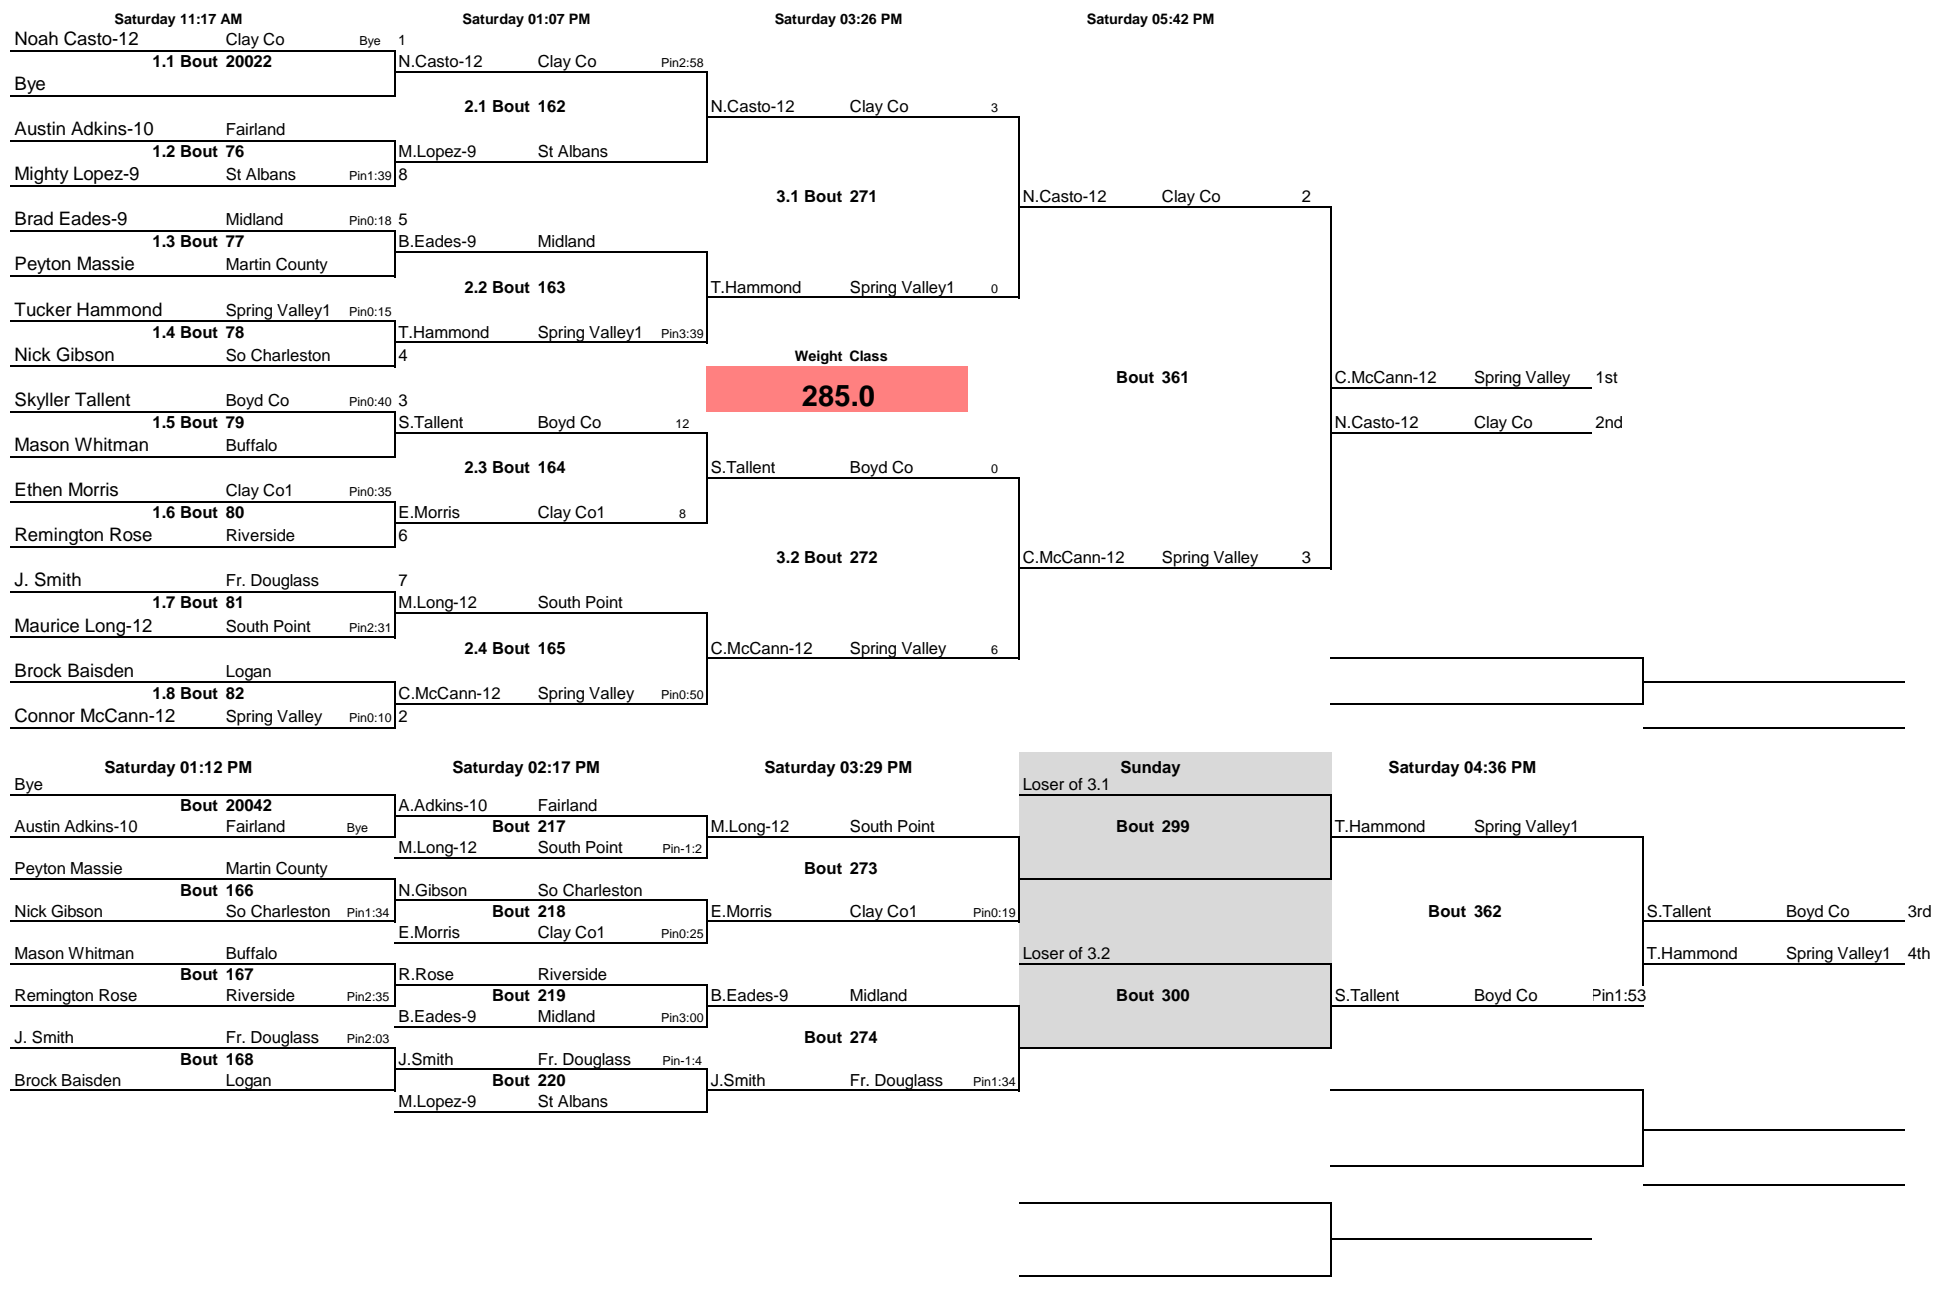 Saturday 11:17 AM Saturday 01:07 PM Saturday 03:26 PM Saturday 05:42 PM
Noah Casto-12 Clay Co Bye 1
1.1 Bout 20022 N.Casto-12 Clay Co Pin2:58
Bye
2.1 Bout 162 N.Casto-12 Clay Co 3
Austin Adkins-10 Fairland
1.2 Bout 76 M.Lopez-9 St Albans
Mighty Lopez-9 St Albans Pin1:39 8
3.1 Bout 271 N.Casto-12 Clay Co 2
Brad Eades-9 Midland Pin0:18 5
1.3 Bout 77 B.Eades-9 Midland
Peyton Massie Martin County
2.2 Bout 163 T.Hammond Spring Valley1 0
Tucker Hammond Spring Valley1 Pin0:15
1.4 Bout 78 T.Hammond Spring Valley1 Pin3:39
Nick Gibson So Charleston 4 Weight Class
Bout 361 C.McCann-12 Spring Valley 1st
285.0
Skyller Tallent Boyd Co Pin0:40 3
1.5 Bout 79 S.Tallent Boyd Co 12 N.Casto-12 Clay Co 2nd
Mason Whitman Buffalo
2.3 Bout 164 S.Tallent Boyd Co 0
Ethen Morris Clay Co1 Pin0:35
1.6 Bout 80 E.Morris Clay Co1 8
Remington Rose Riverside 6
3.2 Bout 272 C.McCann-12 Spring Valley 3
J. Smith Fr. Douglass 7
1.7 Bout 81 M.Long-12 South Point
Maurice Long-12 South Point Pin2:31
2.4 Bout 165 C.McCann-12 Spring Valley 6
Brock Baisden Logan
1.8 Bout 82 C.McCann-12 Spring Valley Pin0:50
Connor McCann-12 Spring Valley Pin0:10 2
Saturday 01:12 PM Saturday 02:17 PM Saturday 03:29 PM Sunday Saturday 04:36 PM
Bye Loser of 3.1
Bout 20042 A.Adkins-10 Fairland
Austin Adkins-10 Fairland Bye Bout 217 M.Long-12 South Point Bout 299 T.Hammond Spring Valley1
M.Long-12 South Point Pin-1:2
Peyton Massie Martin County Bout 273
Bout 166 N.Gibson So Charleston
Nick Gibson So Charleston Pin1:34 Bout 218 E.Morris Clay Co1 Pin0:19 Bout 362 S.Tallent Boyd Co 3rd
E.Morris Clay Co1 Pin0:25
Mason Whitman Buffalo Loser of 3.2 T.Hammond Spring Valley1 4th
Bout 167 R.Rose Riverside
Remington Rose Riverside Pin2:35 Bout 219 B.Eades-9 Midland Bout 300 S.Tallent Boyd Co Pin1:53
B.Eades-9 Midland Pin3:00
J. Smith Fr. Douglass Pin2:03 Bout 274
Bout 168 J.Smith Fr. Douglass Pin-1:4
Brock Baisden Logan Bout 220 J.Smith Fr. Douglass Pin1:34
M.Lopez-9 St Albans